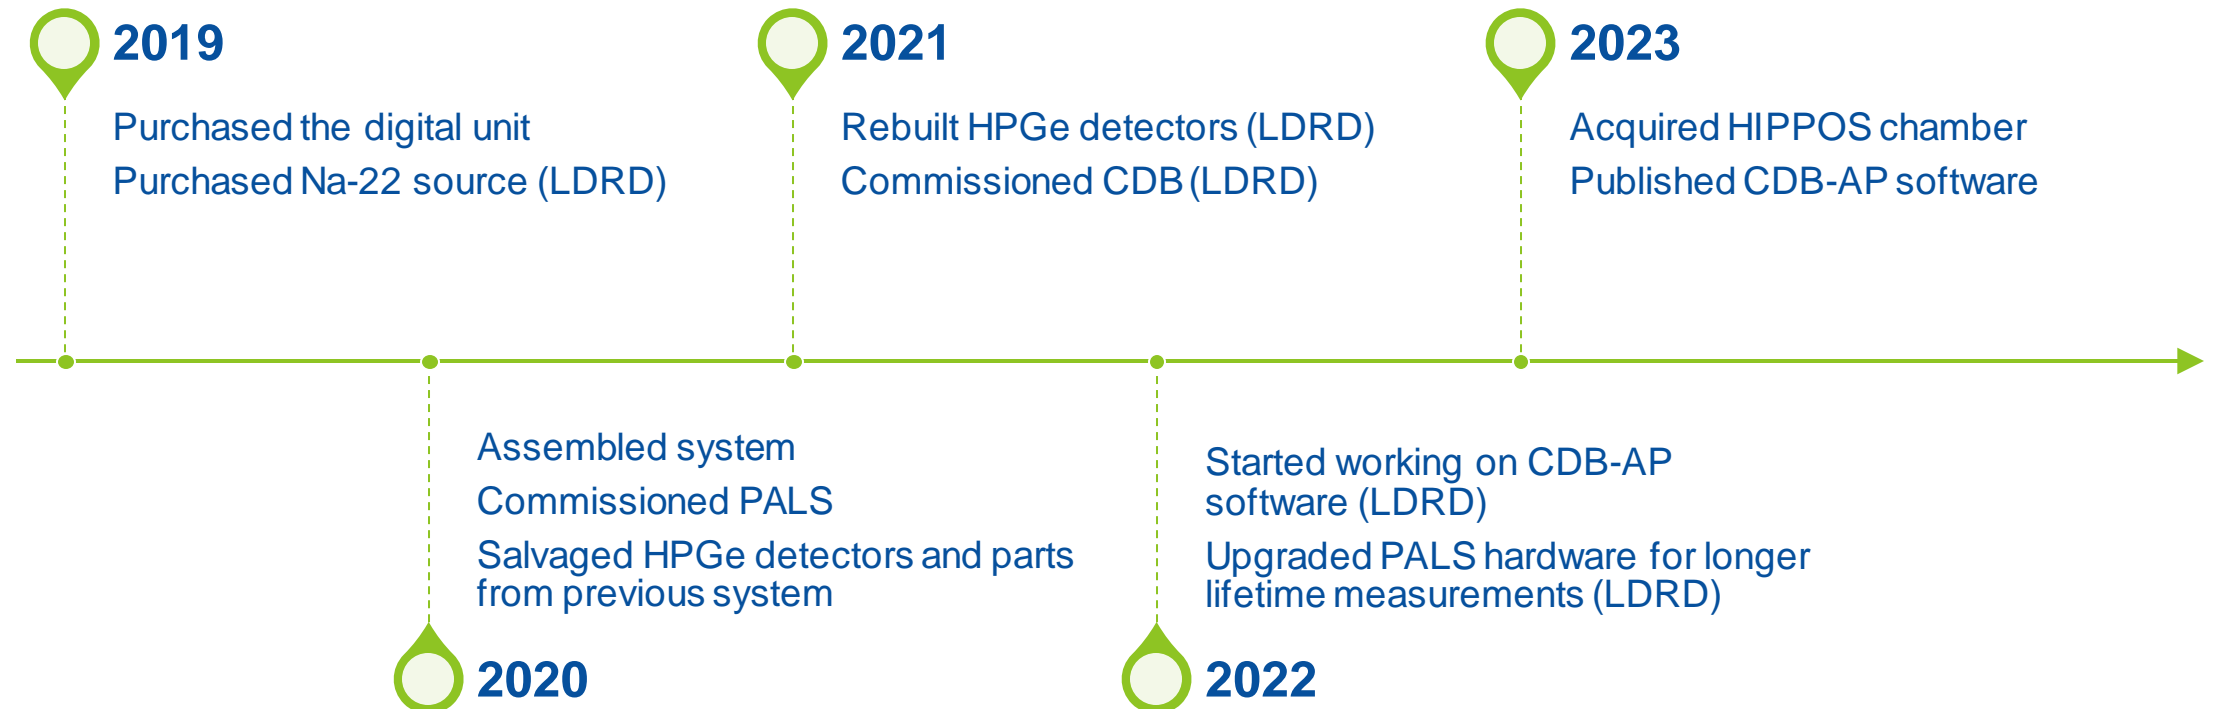 2019
Purchased the digital unit
Purchased Na-22 source (LDRD)
2020
Assembled system
Commissioned PALS
Salvaged HPGe detectors and parts
from previous system
2021
Rebuilt HPGe detectors (LDRD)
Commissioned CDB (LDRD)
2022
Started working on CDB-AP
software (LDRD)
Upgraded PALS hardware for longer
lifetime measurements (LDRD)
2023
Acquired HIPPOS chamber
Published CDB-AP software